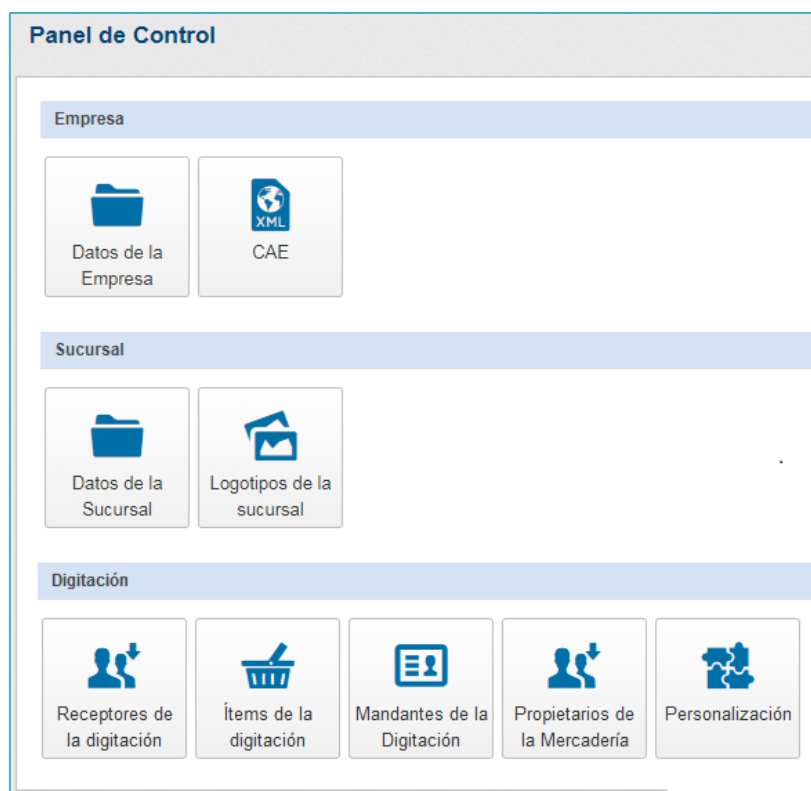 Panel de Control
Empresa
Datos de la
Empresa
XML
CAE
Sucursal
Datos de la
Sucursal
Logotipos de la
sucursal
.
Digitación
Receptores de
la digitación
Ítems de la
digitación
Mandantes de la
Digitación
Propietarios de
la Mercadería
Personalización